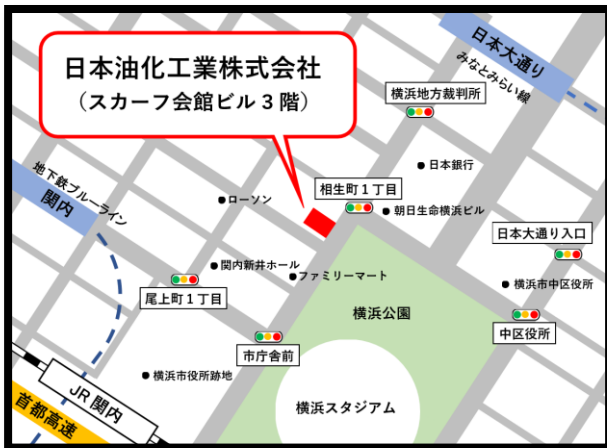 日本油化工業株式会社
（スカーフ会館ビル３階）
日本大通り
みなとみらい線
横浜地方裁判所
日本銀行
相生町１丁目
朝日生命横浜ビル
地下鉄ブルーライン
関内
ローソン
日本大通り入口
関内新井ホール
ファミリーマート
横浜市中区役所
尾上町１丁目
横浜公園
中区役所
市庁舎前
横浜市役所跡地
JR 関内
首都高速
横浜スタジアム